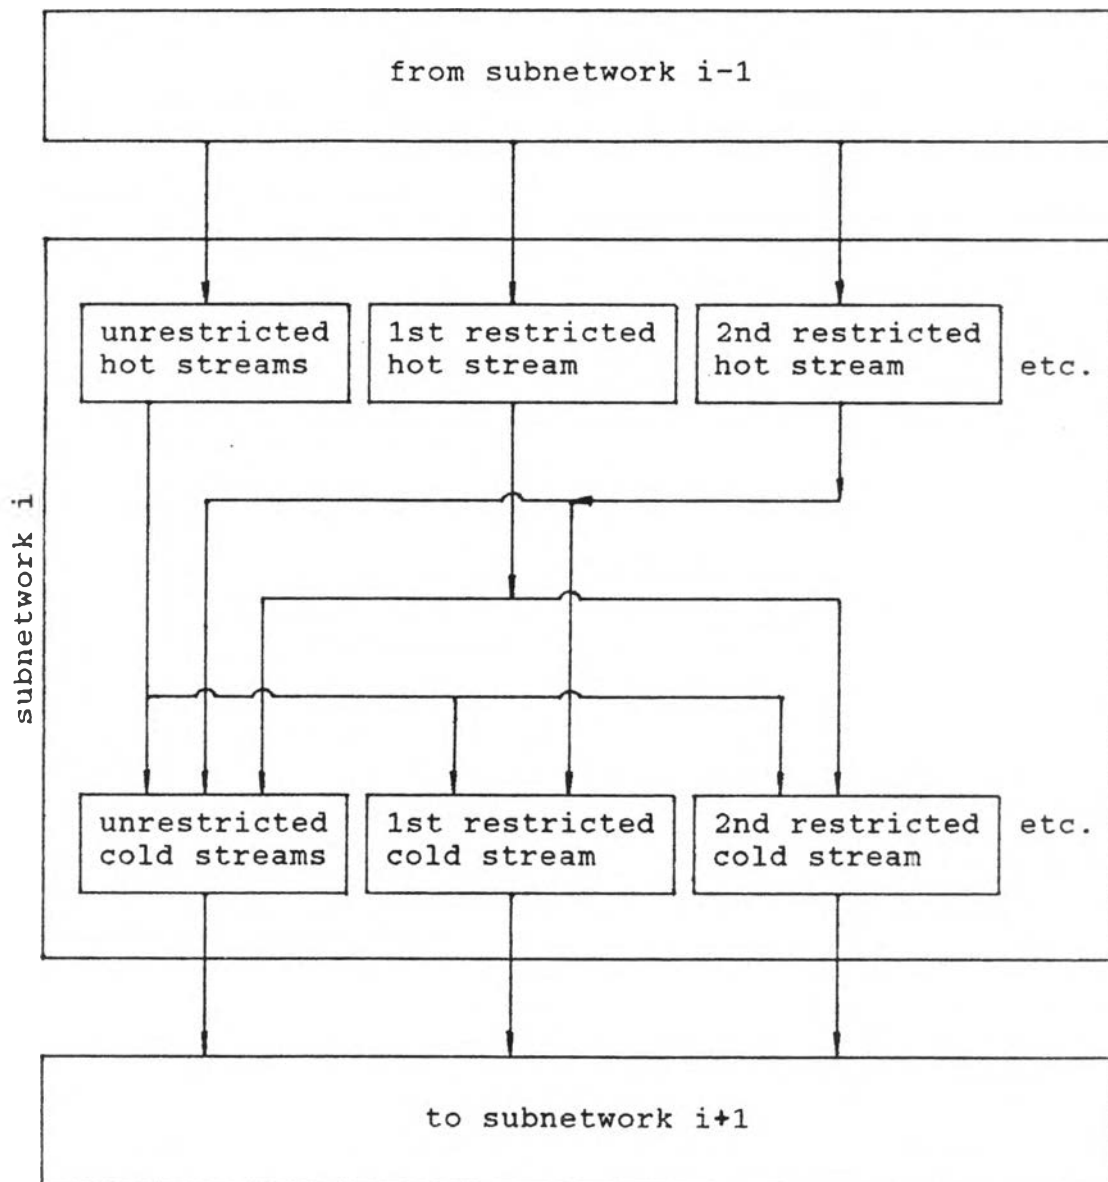 from subnetwork i-1
unrestricted
hot streams
1st restricted
hot stream
2nd restricted
hot stream
etc.
subnetwork i
unrestricted
cold streams
1st restricted
cold stream
2nd restricted
cold stream
etc.
to subnetwork i+1